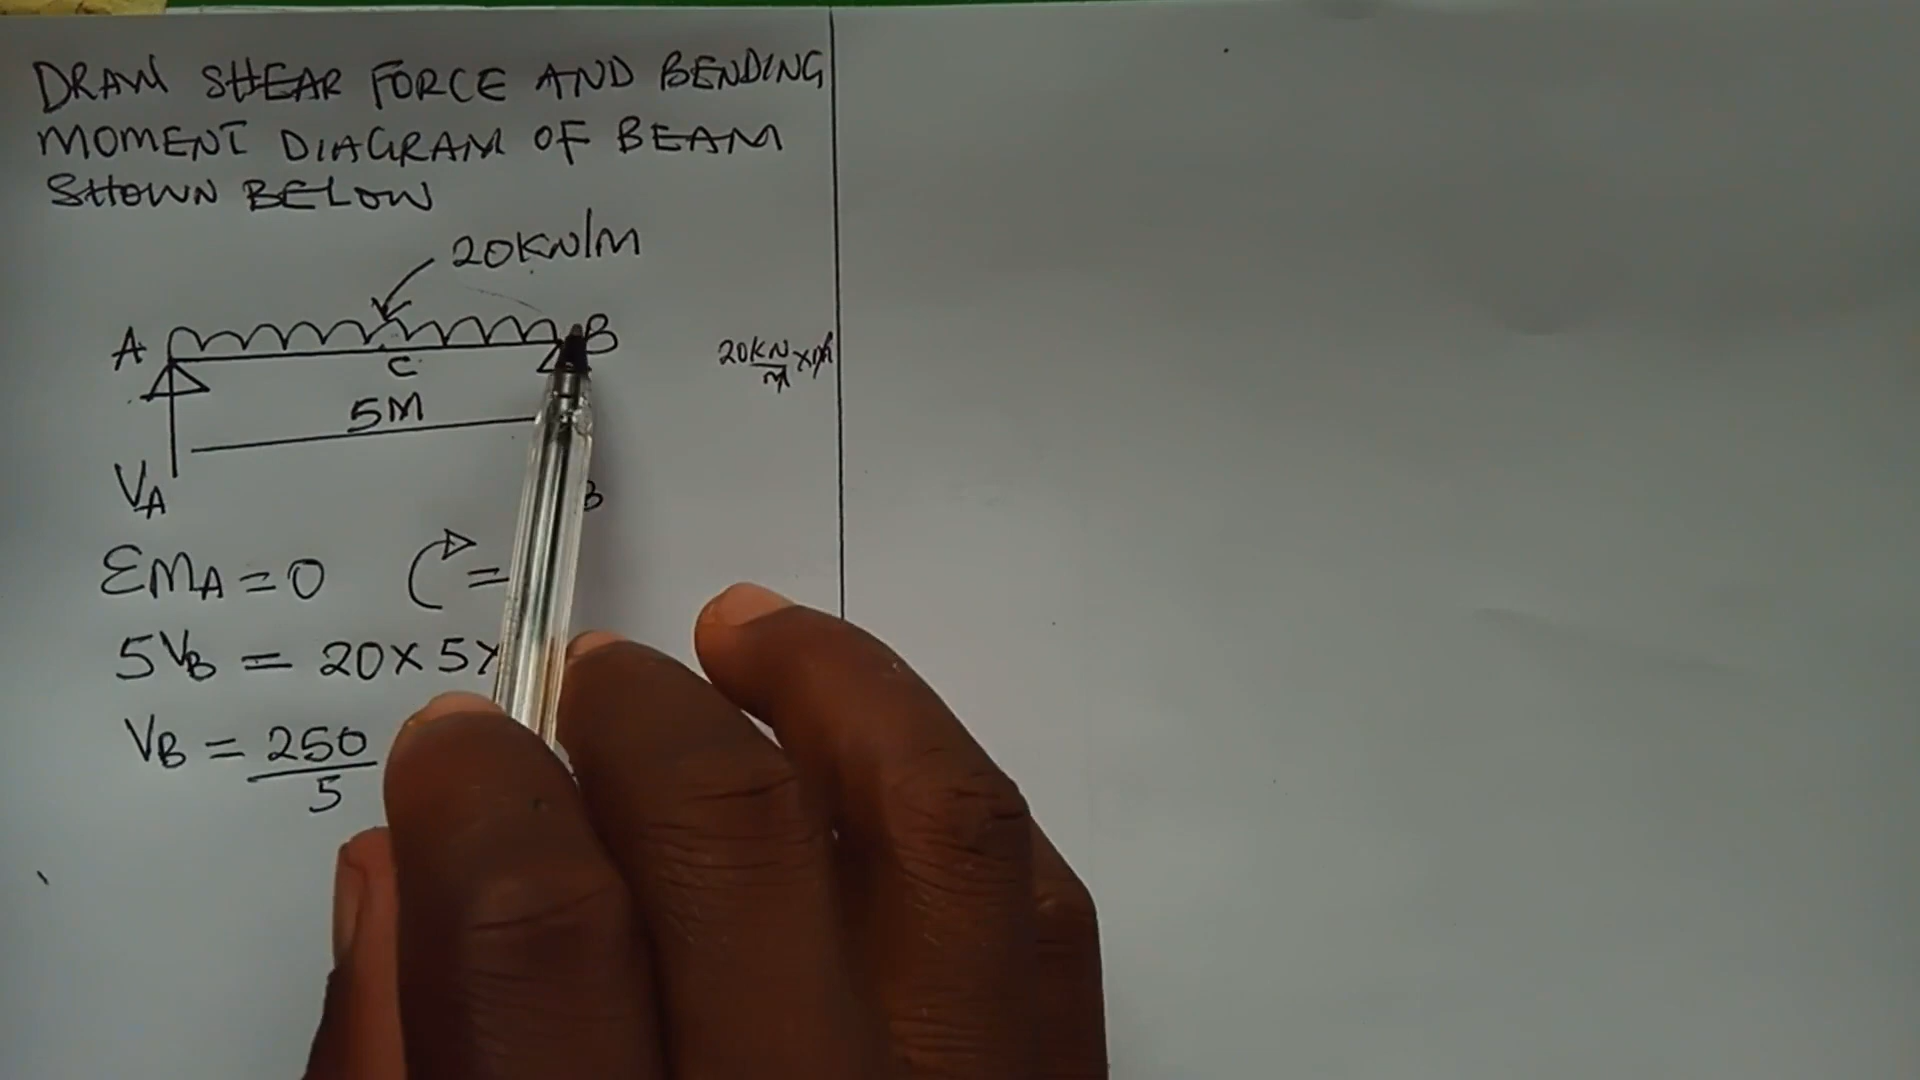 DRAW SHEAR FORCE AND BENDING
MOMENT DIAGRAM OF BEAM
SHOWN BELOW
20KN/M
A
B
C
20KN/M ×M
5M
VA
B
ΣMA = 0 =
5VB = 20 × 5 ×
VB = 250
5